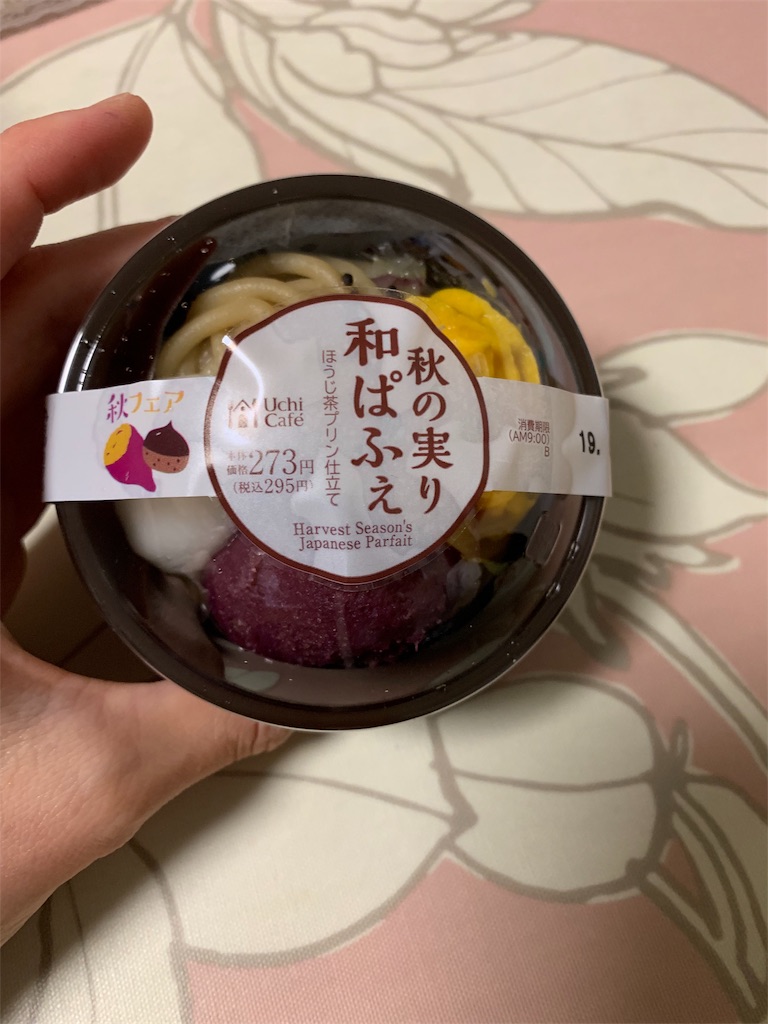 秋フェア
Uchi
Café
本体
価格273円
(税込295円)
秋の実り
和ぱふぇ
ほうじ茶プリン仕立て
Harvest Season's
Japanese Parfait
消費期限
(AM9:00)
B
19.